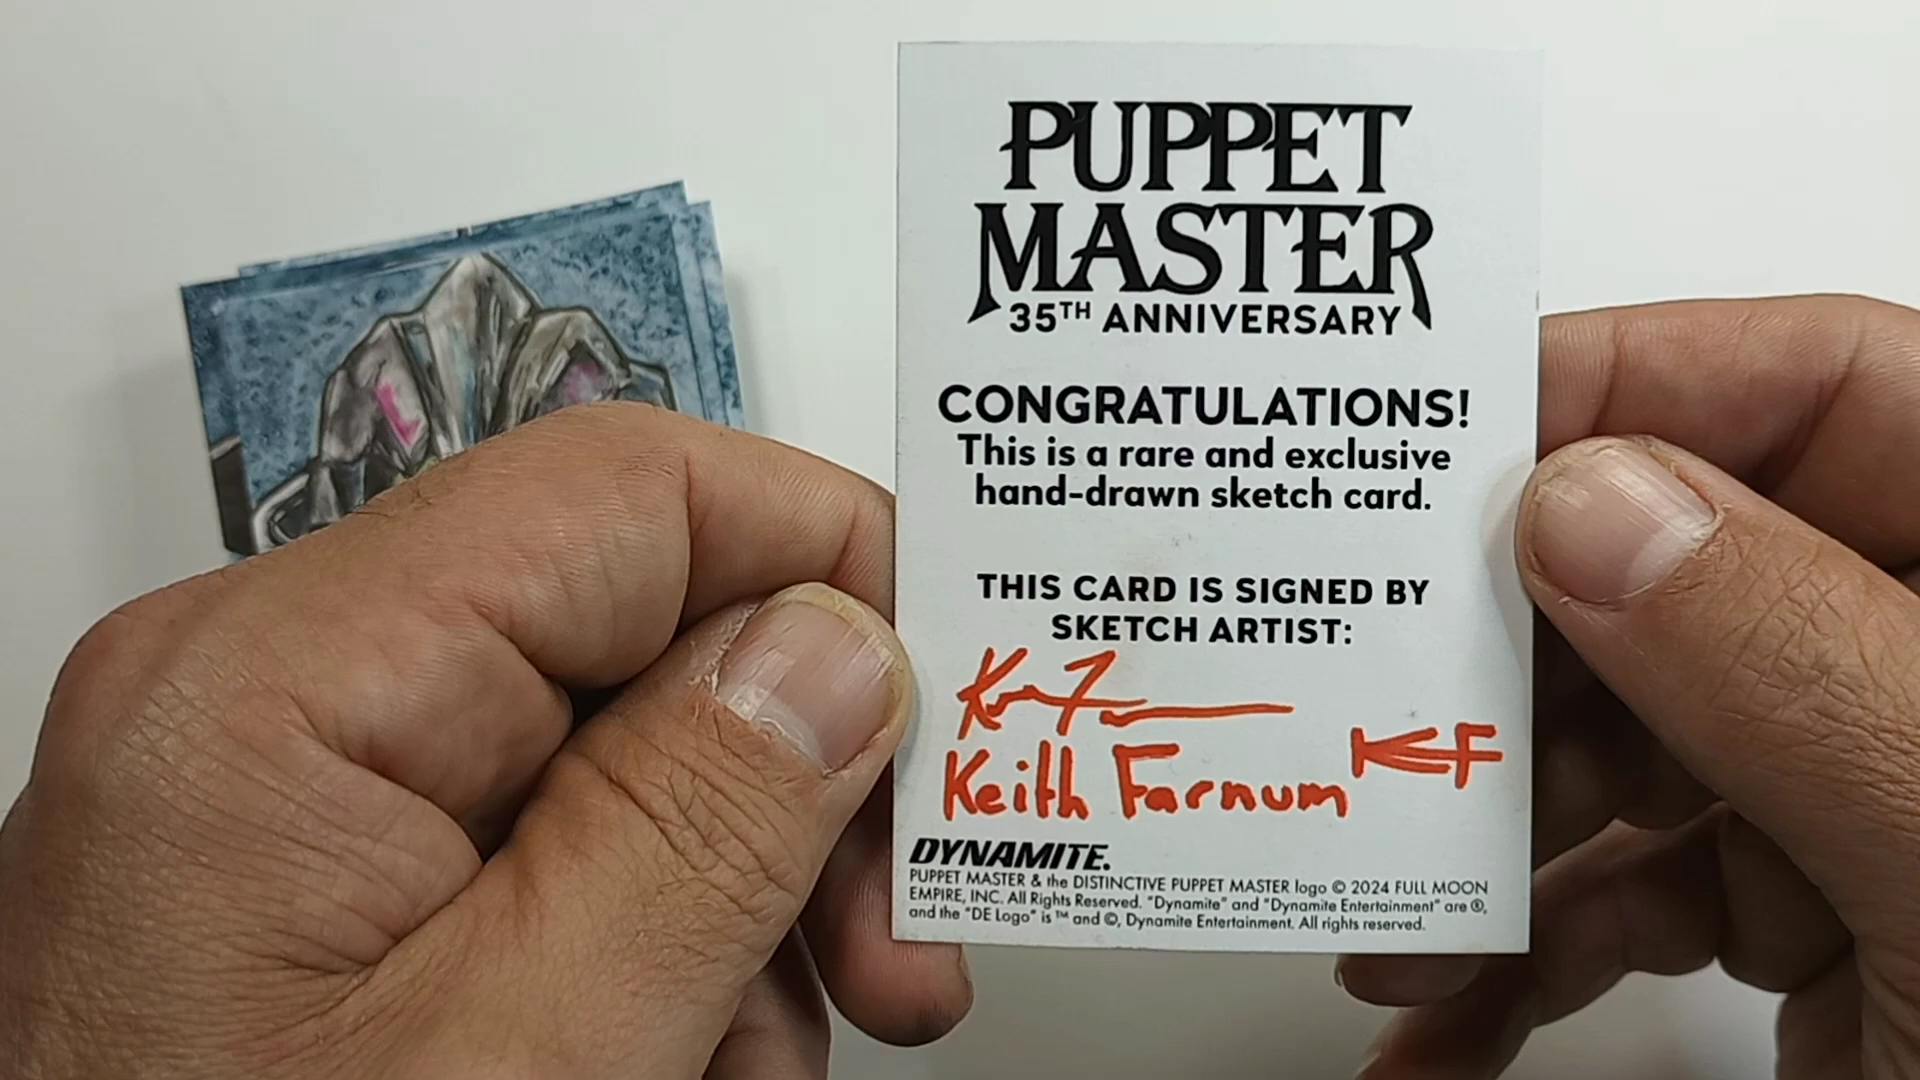 PUPPET
MASTER
35TH ANNIVERSARY
CONGRATULATIONS!
This is a rare and exclusive
hand-drawn sketch card.
THIS CARD IS SIGNED BY
SKETCH ARTIST:
Keith Farnum KF
DYNAMITE.
PUPPET MASTER & the DISTINCTIVE PUPPET MASTER logo © 2024 FULL MOON
EMPIRE, INC. All Rights Reserved. "Dynamite" and "Dynamite Entertainment" are ®,
and the "DE Logo" is ™ and ©, Dynamite Entertainment. All rights reserved.